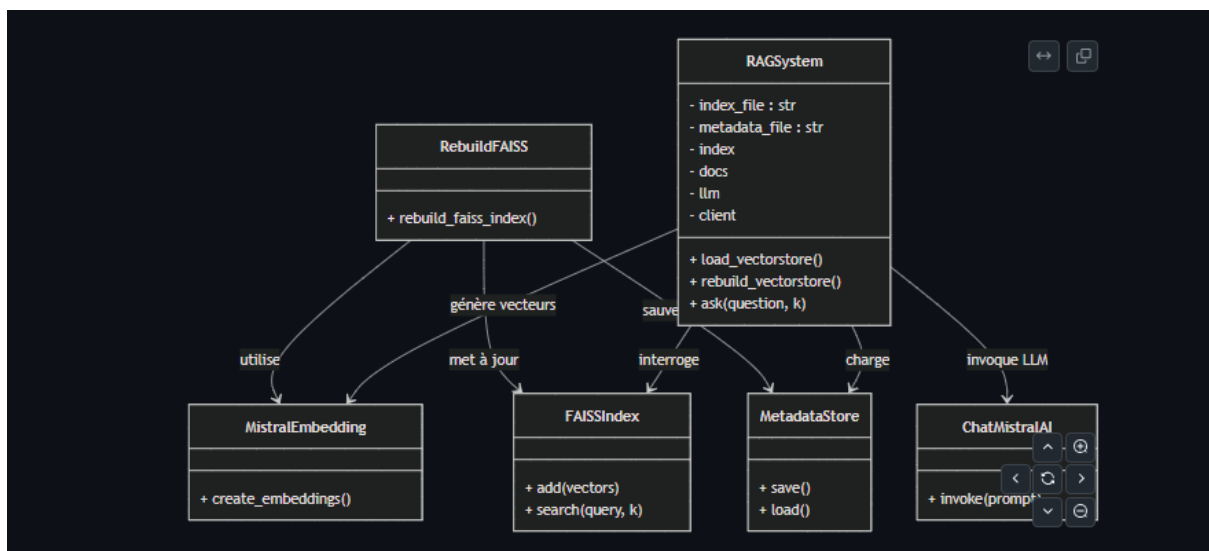 RAGSystem
- index_file : str
- metadata_file : str
- index
- docs
- llm
- client
+ load_vectorstore()
+ rebuild_vectorstore()
+ ask(question, k)
RebuildFAISS
+ rebuild_faiss_index()
génère vecteurs
sauve
utilise
met à jour
interroge
charge
invoque LLM
MistralEmbedding
+ create_embeddings()
FAISSIndex
+ add(vectors)
+ search(query, k)
MetadataStore
+ save()
+ load()
ChatMistralAI
+ invoke(prompt)